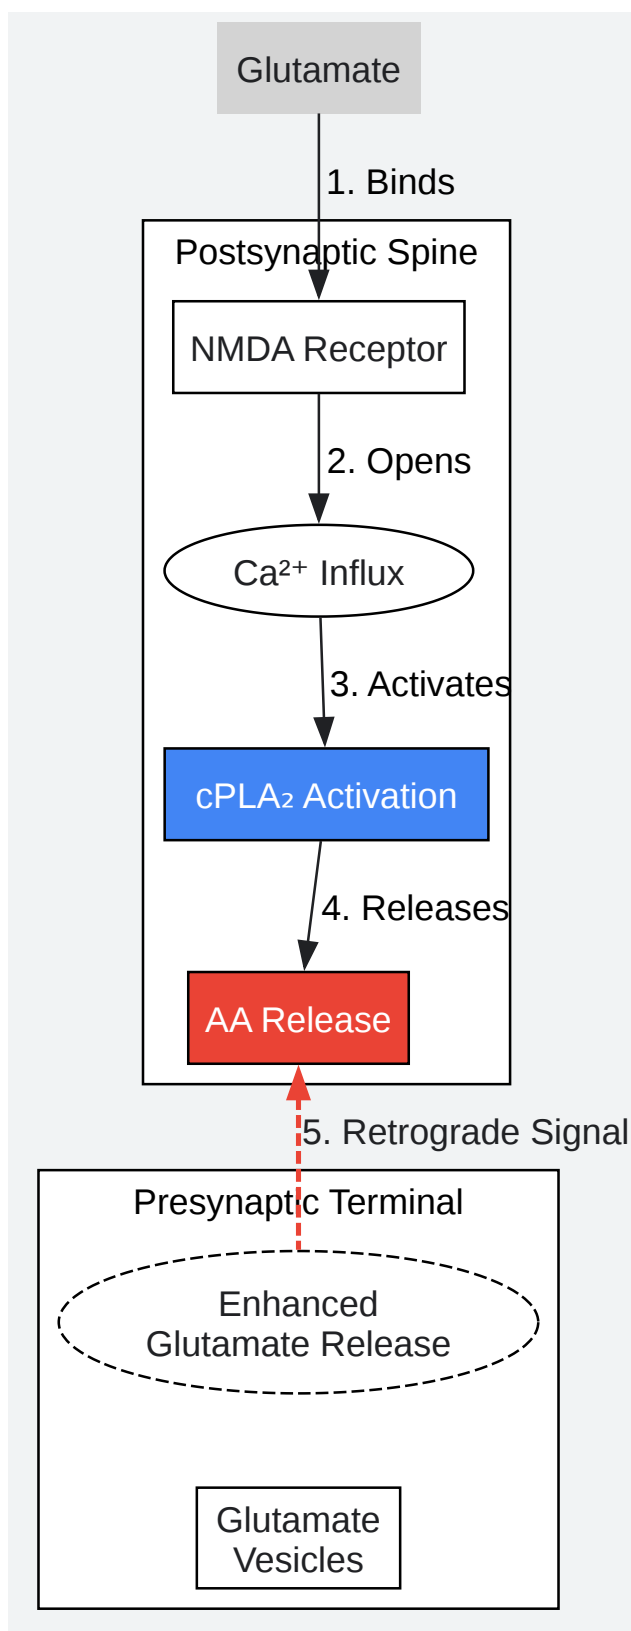 Glutamate
1. Binds
Postsynaptic Spine
NMDA Receptor
2. Opens
Ca²⁺ Influx
3. Activates
cPLA₂ Activation
4. Releases
AA Release
5. Retrograde Signal
Presynaptic Terminal
Enhanced
Glutamate Release
Glutamate
Vesicles